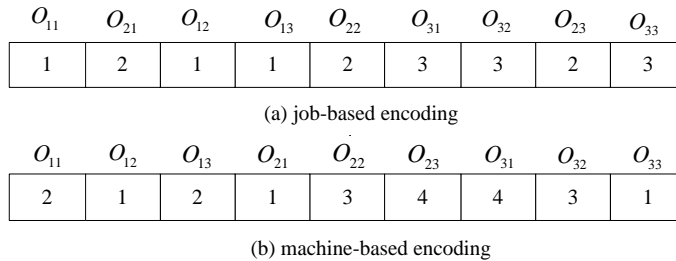 O11 O21 O12 O13 O22 O31 O32 O23 O33
1 2 1 1 2 3 3 2 3
(a) job-based encoding
O11 O12 O13 O21 O22 O23 O31 O32 O33
2 1 2 1 3 4 4 3 1
(b) machine-based encoding